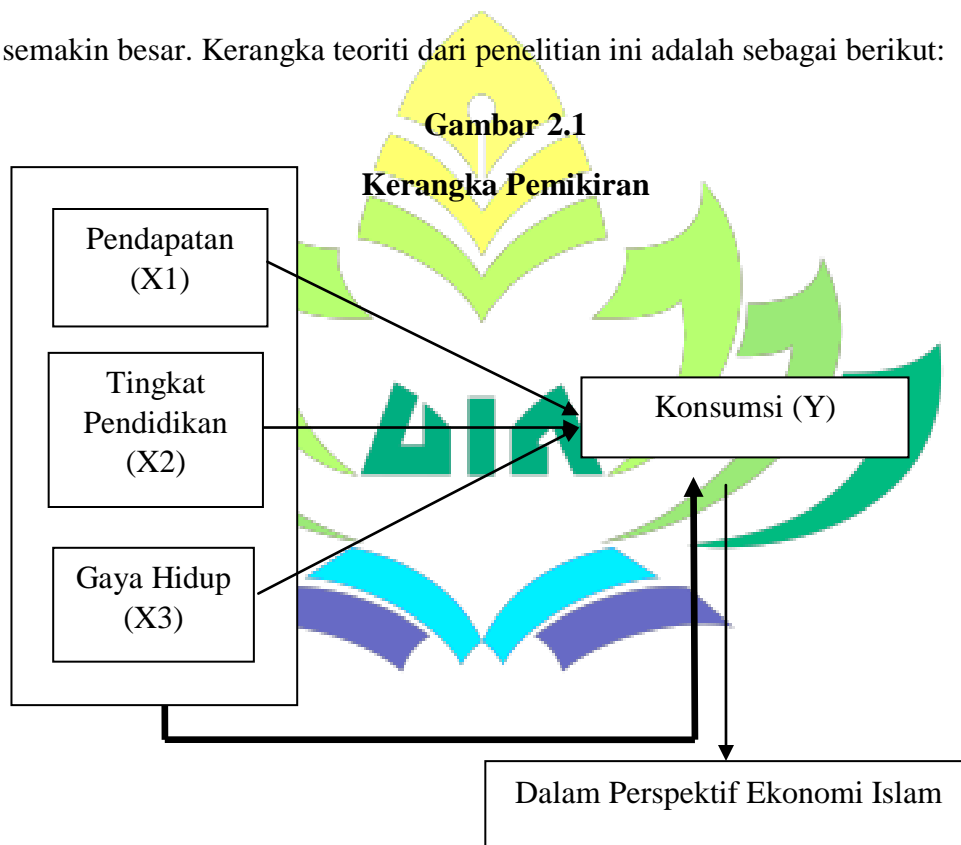 semakin besar. Kerangka teoriti dari penelitian ini adalah sebagai berikut:
Gambar 2.1
Kerangka Pemikiran
Pendapatan
(X1)
Tingkat
Pendidikan
(X2)
Gaya Hidup
(X3)
Konsumsi (Y)
Dalam Perspektif Ekonomi Islam